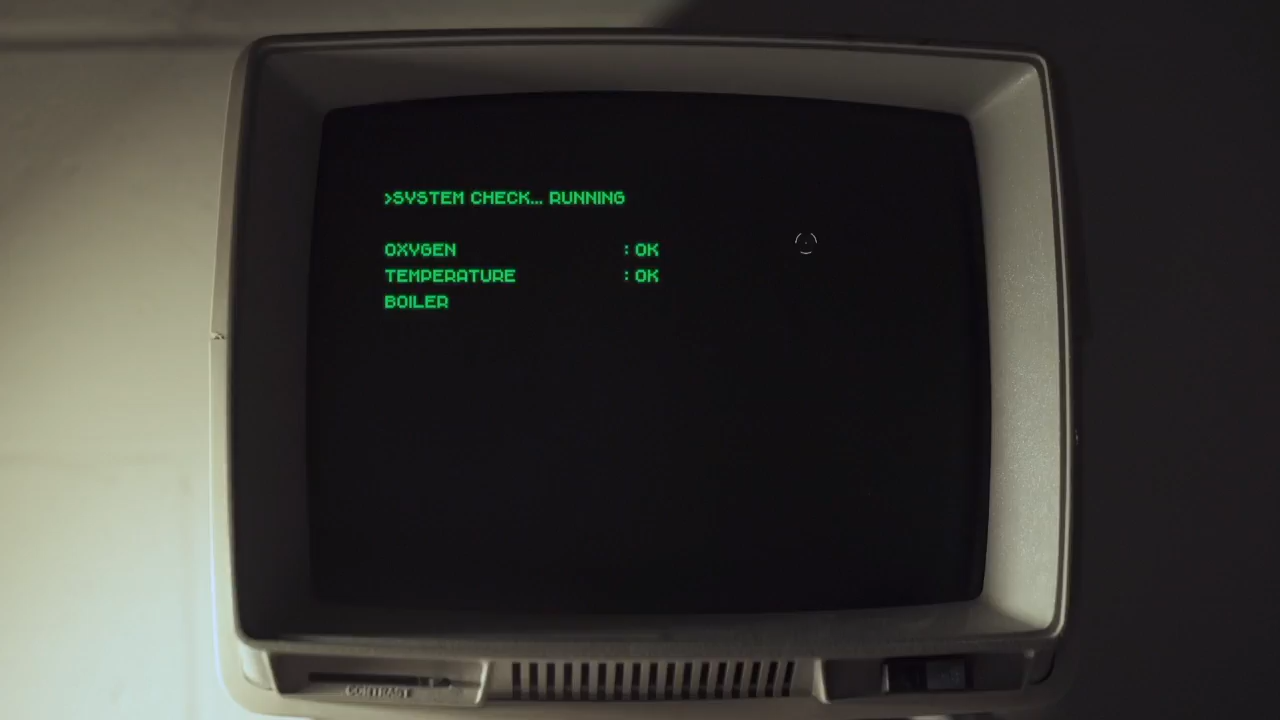 >SYSTEM CHECK... RUNNING
OXYGEN : OK
TEMPERATURE : OK
BOILER
CONTRAST